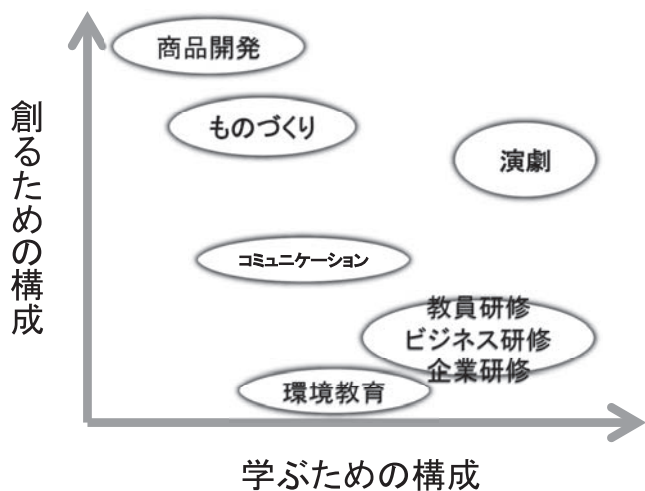 商品開発
ものづくり
演劇
創るための構成
コミュニケーション
教員研修
ビジネス研修
企業研修
環境教育
学ぶための構成